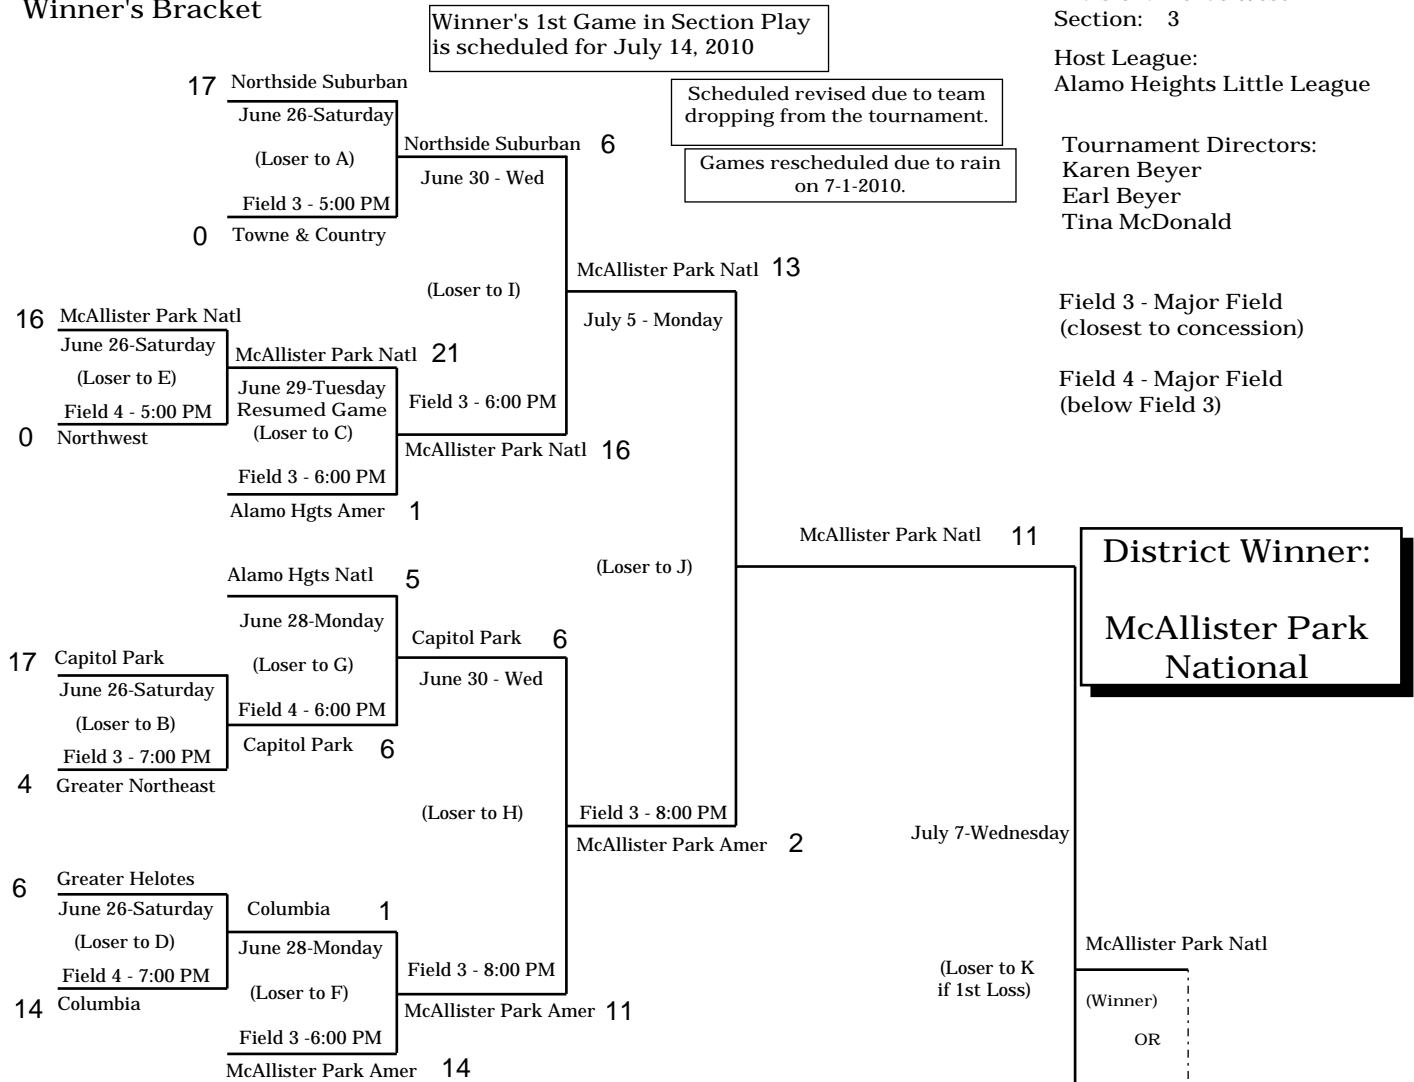 Winner's Bracket
Winner's 1st Game in Section Play
is scheduled for July 14, 2010
Section: 3
Host League:
Alamo Heights Little League
Scheduled revised due to team
dropping from the tournament.
Games rescheduled due to rain
on 7-1-2010.
Tournament Directors:
Karen Beyer
Earl Beyer
Tina McDonald
Field 3 - Major Field
(closest to concession)
Field 4 - Major Field
(below Field 3)
17 Northside Suburban
June 26-Saturday
(Loser to A)
Field 3 - 5:00 PM
0 Towne & Country
Northside Suburban 6
June 30 - Wed
(Loser to I)
Field 3 - 6:00 PM
McAllister Park Natl 16
16 McAllister Park Natl
June 26-Saturday
(Loser to E)
Field 4 - 5:00 PM
0 Northwest
McAllister Park Natl 21
June 29-Tuesday
Resumed Game
(Loser to C)
Field 3 - 6:00 PM
Alamo Hgts Amer 1
McAllister Park Natl 13
July 5 - Monday
(Loser to J)
Field 3 - 8:00 PM
McAllister Park Amer 2
Alamo Hgts Natl 5
June 28-Monday
(Loser to G)
Field 4 - 6:00 PM
Capitol Park 6
17 Capitol Park
June 26-Saturday
(Loser to B)
Field 3 - 7:00 PM
4 Greater Northeast
Capitol Park 6
June 30 - Wed
(Loser to H)
Field 3 - 8:00 PM
McAllister Park Amer 11
6 Greater Helotes
June 26-Saturday
(Loser to D)
Field 4 - 7:00 PM
14 Columbia
Columbia 1
June 28-Monday
(Loser to F)
Field 3 -6:00 PM
McAllister Park Amer 14
McAllister Park Natl 11
July 7-Wednesday
(Loser to K
if 1st Loss)
District Winner:
McAllister Park
National
McAllister Park Natl
(Winner)
OR